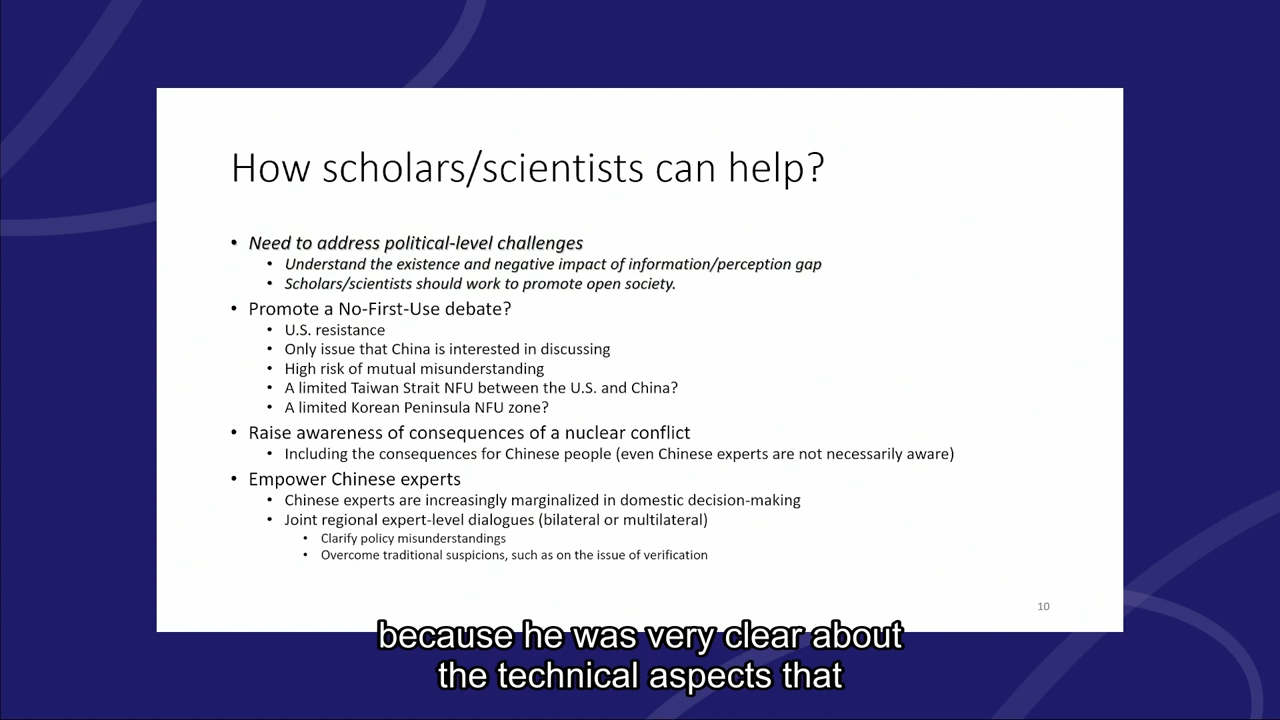 How scholars/scientists can help?
• Need to address political-level challenges
• Understand the existence and negative impact of information/perception gap
• Scholars/scientists should work to promote open society.
• Promote a No-First-Use debate?
• U.S. resistance
• Only issue that China is interested in discussing
• High risk of mutual misunderstanding
• A limited Taiwan Strait NFU between the U.S. and China?
• A limited Korean Peninsula NFU zone?
• Raise awareness of consequences of a nuclear conflict
• Including the consequences for Chinese people (even Chinese experts are not necessarily aware)
• Empower Chinese experts
• Chinese experts are increasingly marginalized in domestic decision-making
• Joint regional expert-level dialogues (bilateral or multilateral)
• Clarify policy misunderstandings
• Overcome traditional suspicions, such as on the issue of verification
10
because he was very clear about
the technical aspects that